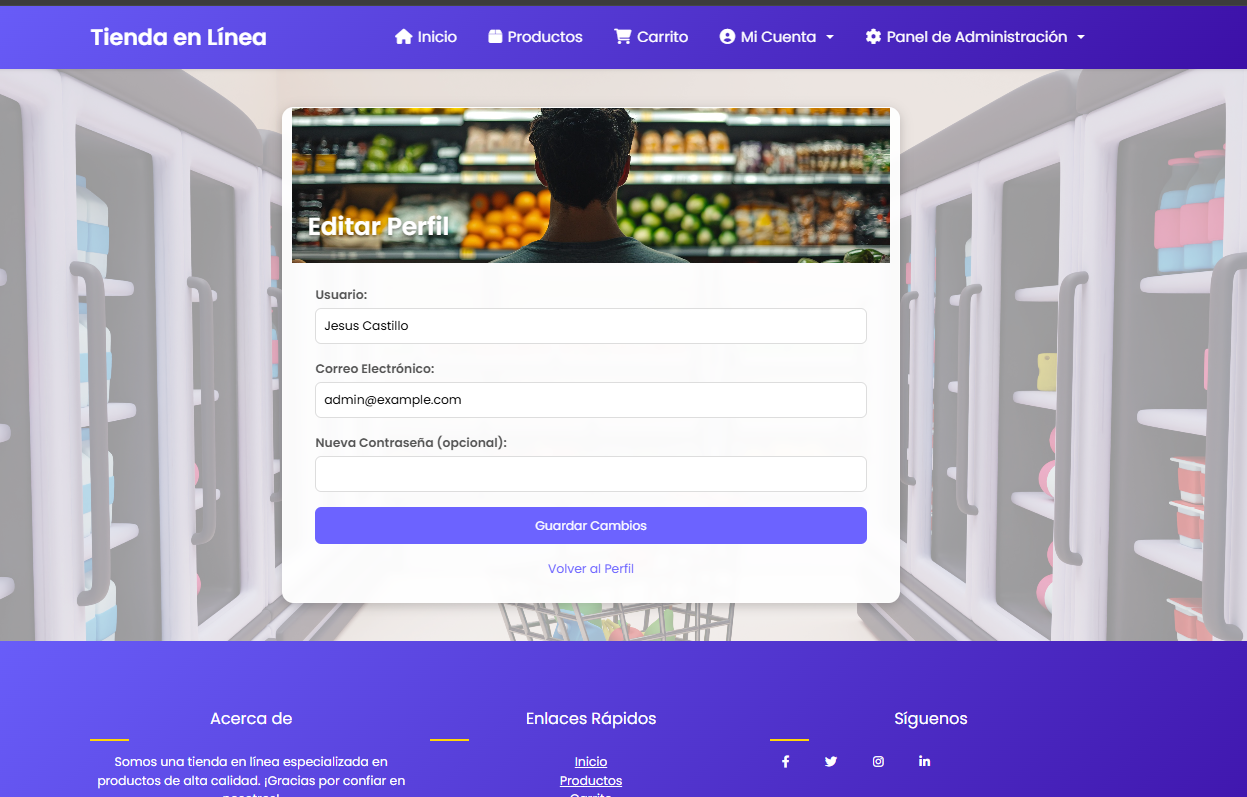 Tienda en Línea
Inicio
Productos
Carrito
Mi Cuenta
Panel de Administración
Editar Perfil
Usuario:
Jesus Castillo
Correo Electrónico:
admin@example.com
Nueva Contraseña (opcional):
Guardar Cambios
Volver al Perfil
Acerca de
Somos una tienda en línea especializada en
productos de alta calidad. ¡Gracias por confiar en
nosotros!
Enlaces Rápidos
Inicio
Productos
Carrito
Síguenos